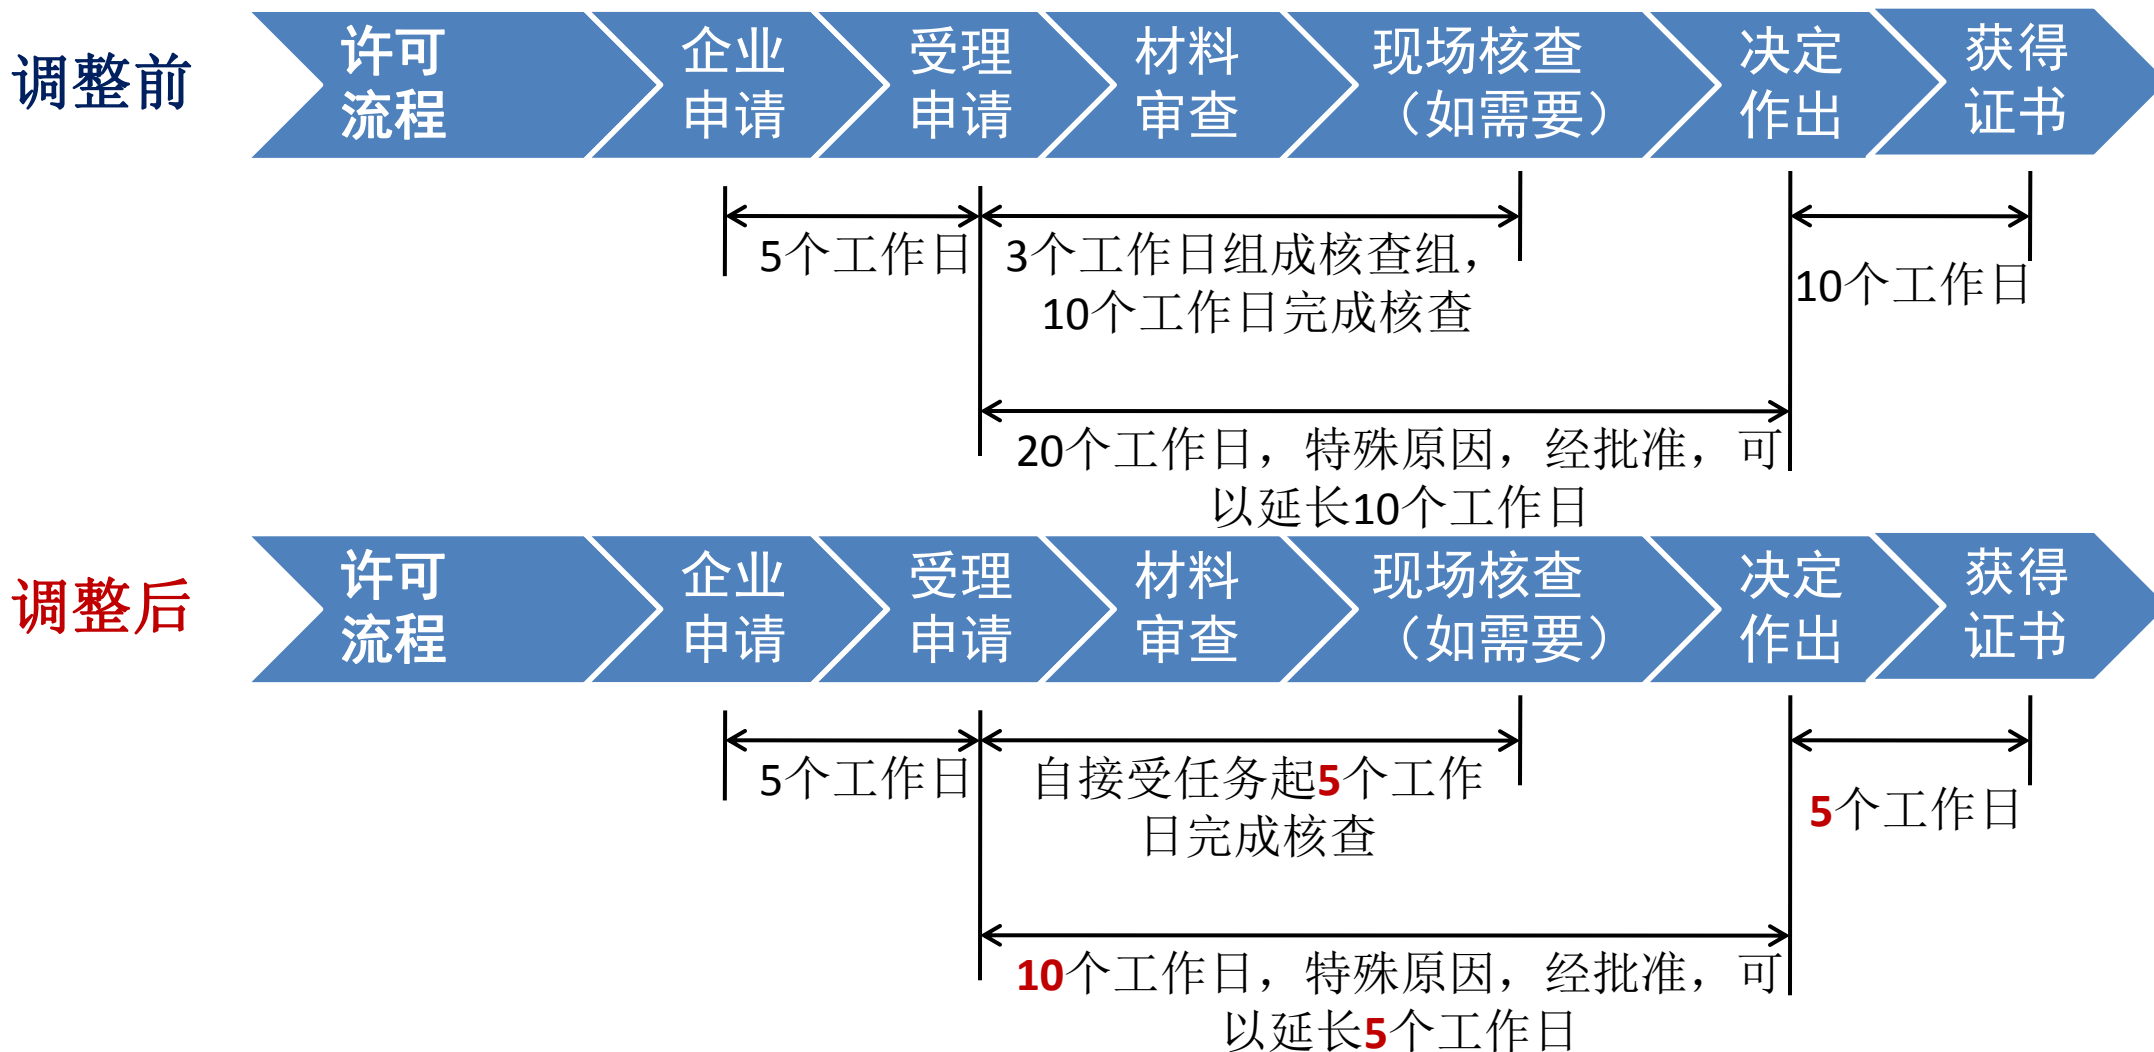 调整前
许可
流程
企业
申请
受理
申请
材料
审查
现场核查
（如需要）
决定
作出
获得
证书
5个工作日
3个工作日组成核查组，
10个工作日完成核查
10个工作日
20个工作日，特殊原因，经批准，可
以延长10个工作日
调整后
许可
流程
企业
申请
受理
申请
材料
审查
现场核查
（如需要）
决定
作出
获得
证书
5个工作日
自接受任务起5个工作
日完成核查
5个工作日
10个工作日，特殊原因，经批准，可
以延长5个工作日